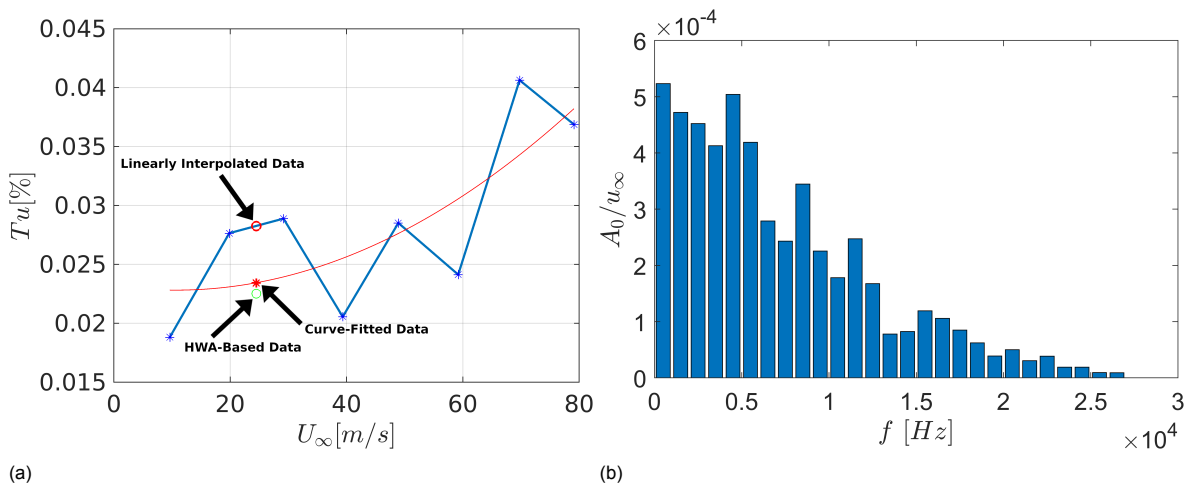 0.045
0.04
0.035
0.03
0.025
0.02
0.015
Tu[%]
Linearly Interpolated Data
Curve-Fitted Data
HWA-Based Data
0 20 40 60 80
U∞[m/s]
(a)
×10⁻⁴
6
5
4
3
2
1
0
A₀/u∞
0 0.5 1 1.5 2 2.5 3
×10⁴
f [Hz]
(b)